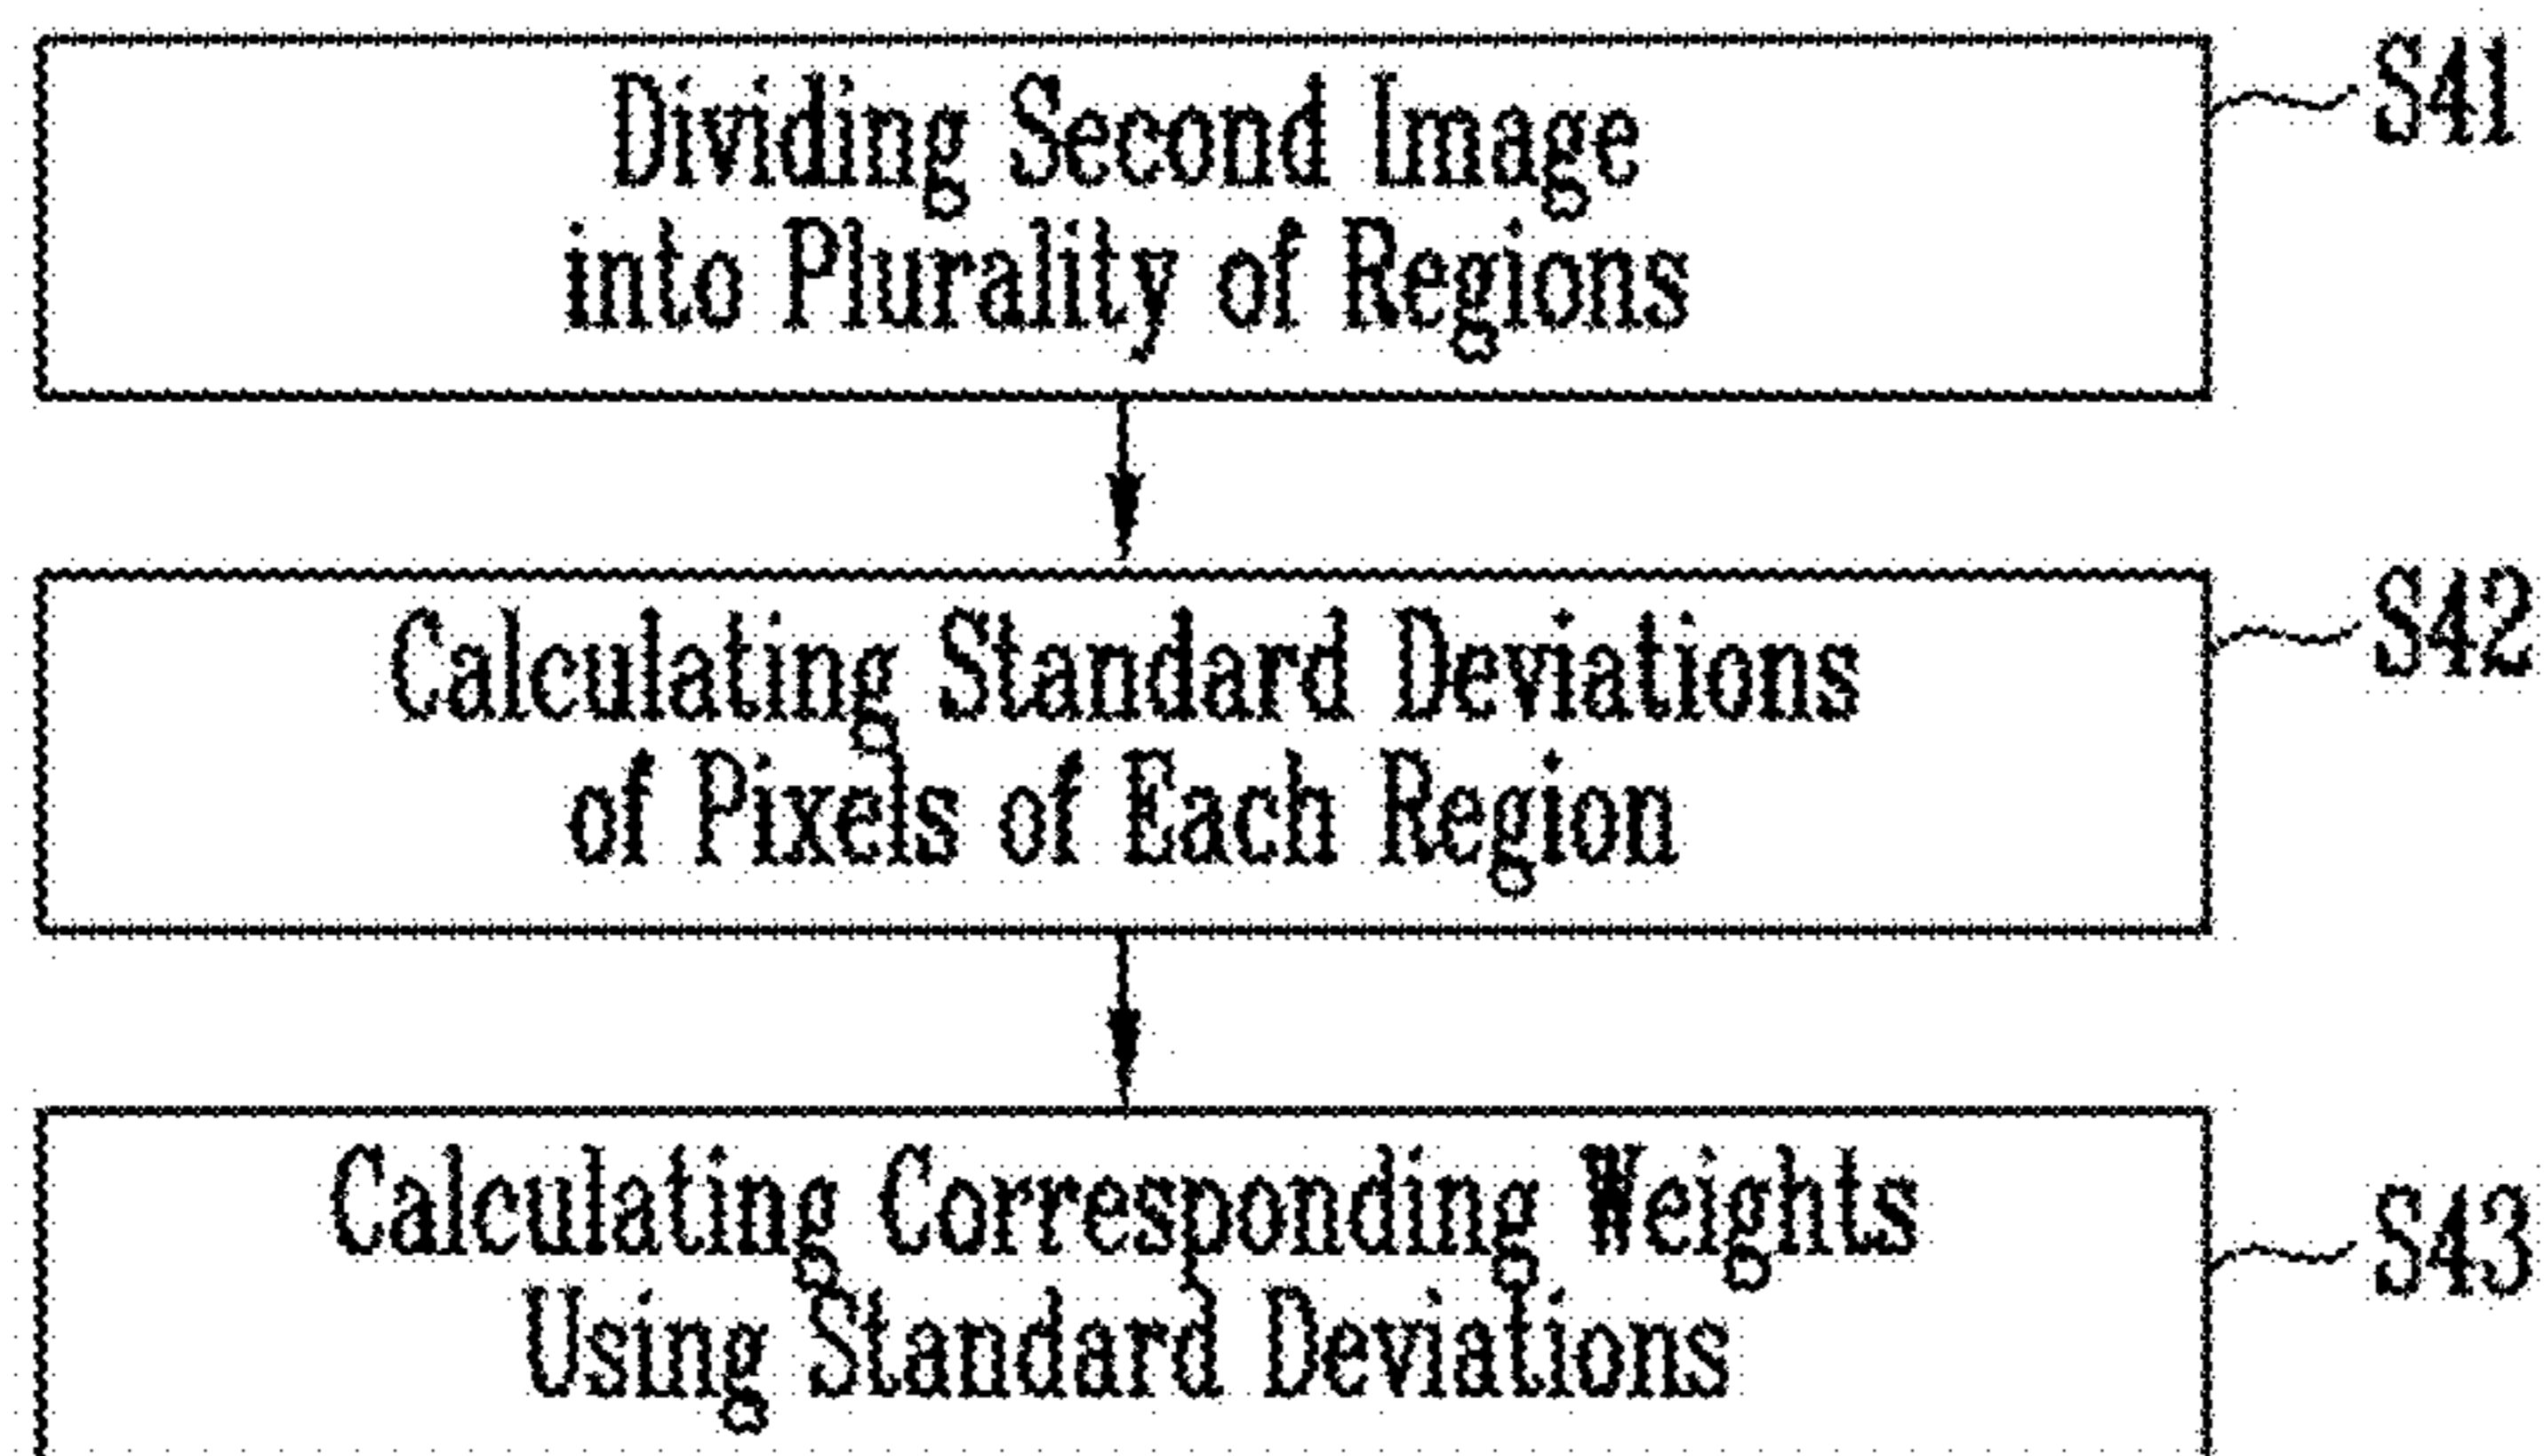 Dividing Second Image
into Plurality of Regions
S41
Calculating Standard Deviations
of Pixels of Each Region
S42
Calculating Corresponding Weights
Using Standard Deviations
S43